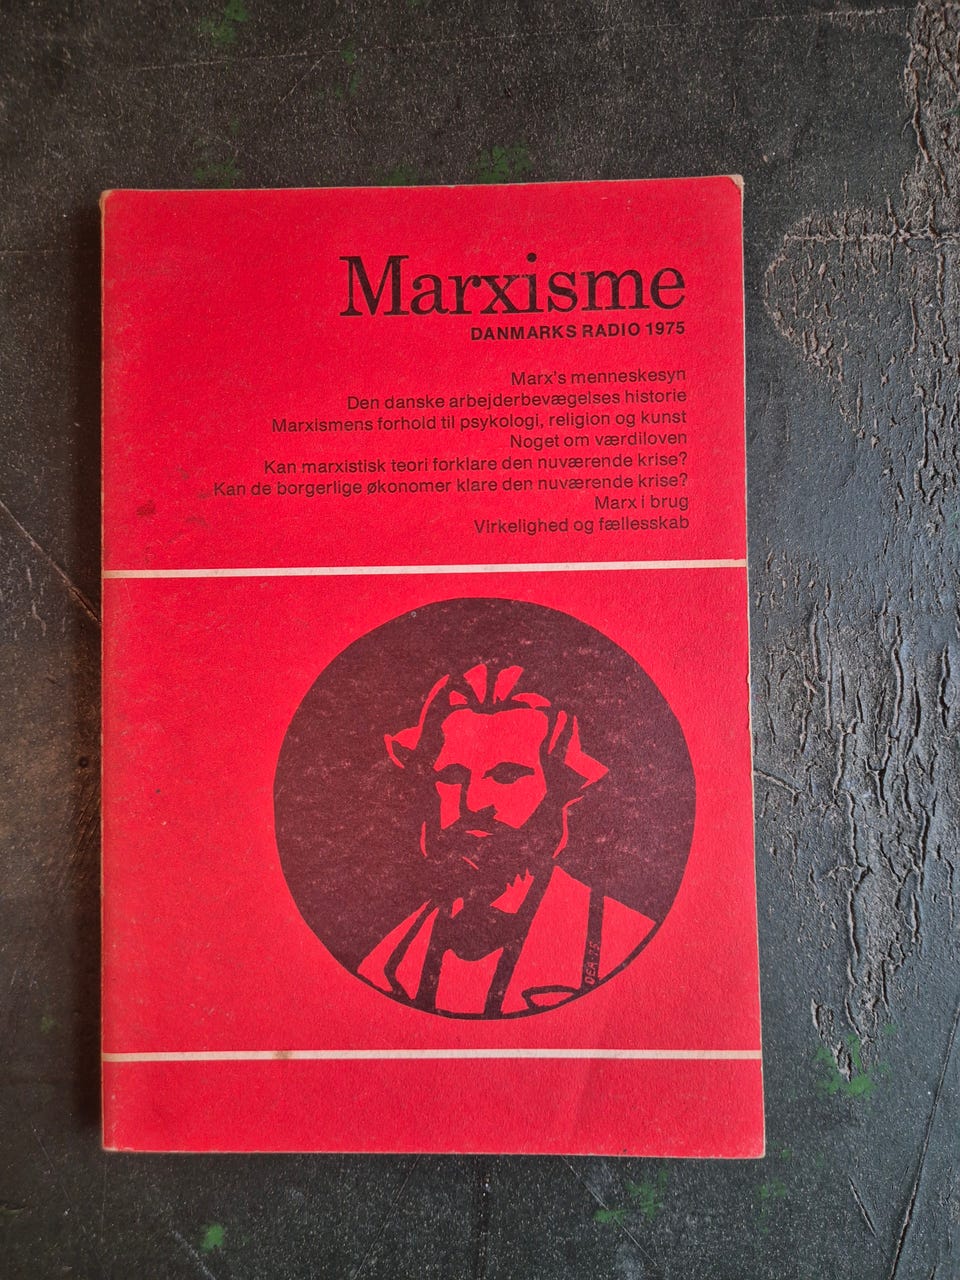 Marxisme
DANMARKS RADIO 1975
Marx's menneskesyn
Den danske arbejderbevægelses historie
Marxismens forhold til psykologi, religion og kunst
Noget om værdiloven
Kan marxistisk teori forklare den nuværende krise?
Kan de borgerlige økonomer klare den nuværende krise?
Marx i brug
Virkelighed og fællesskab